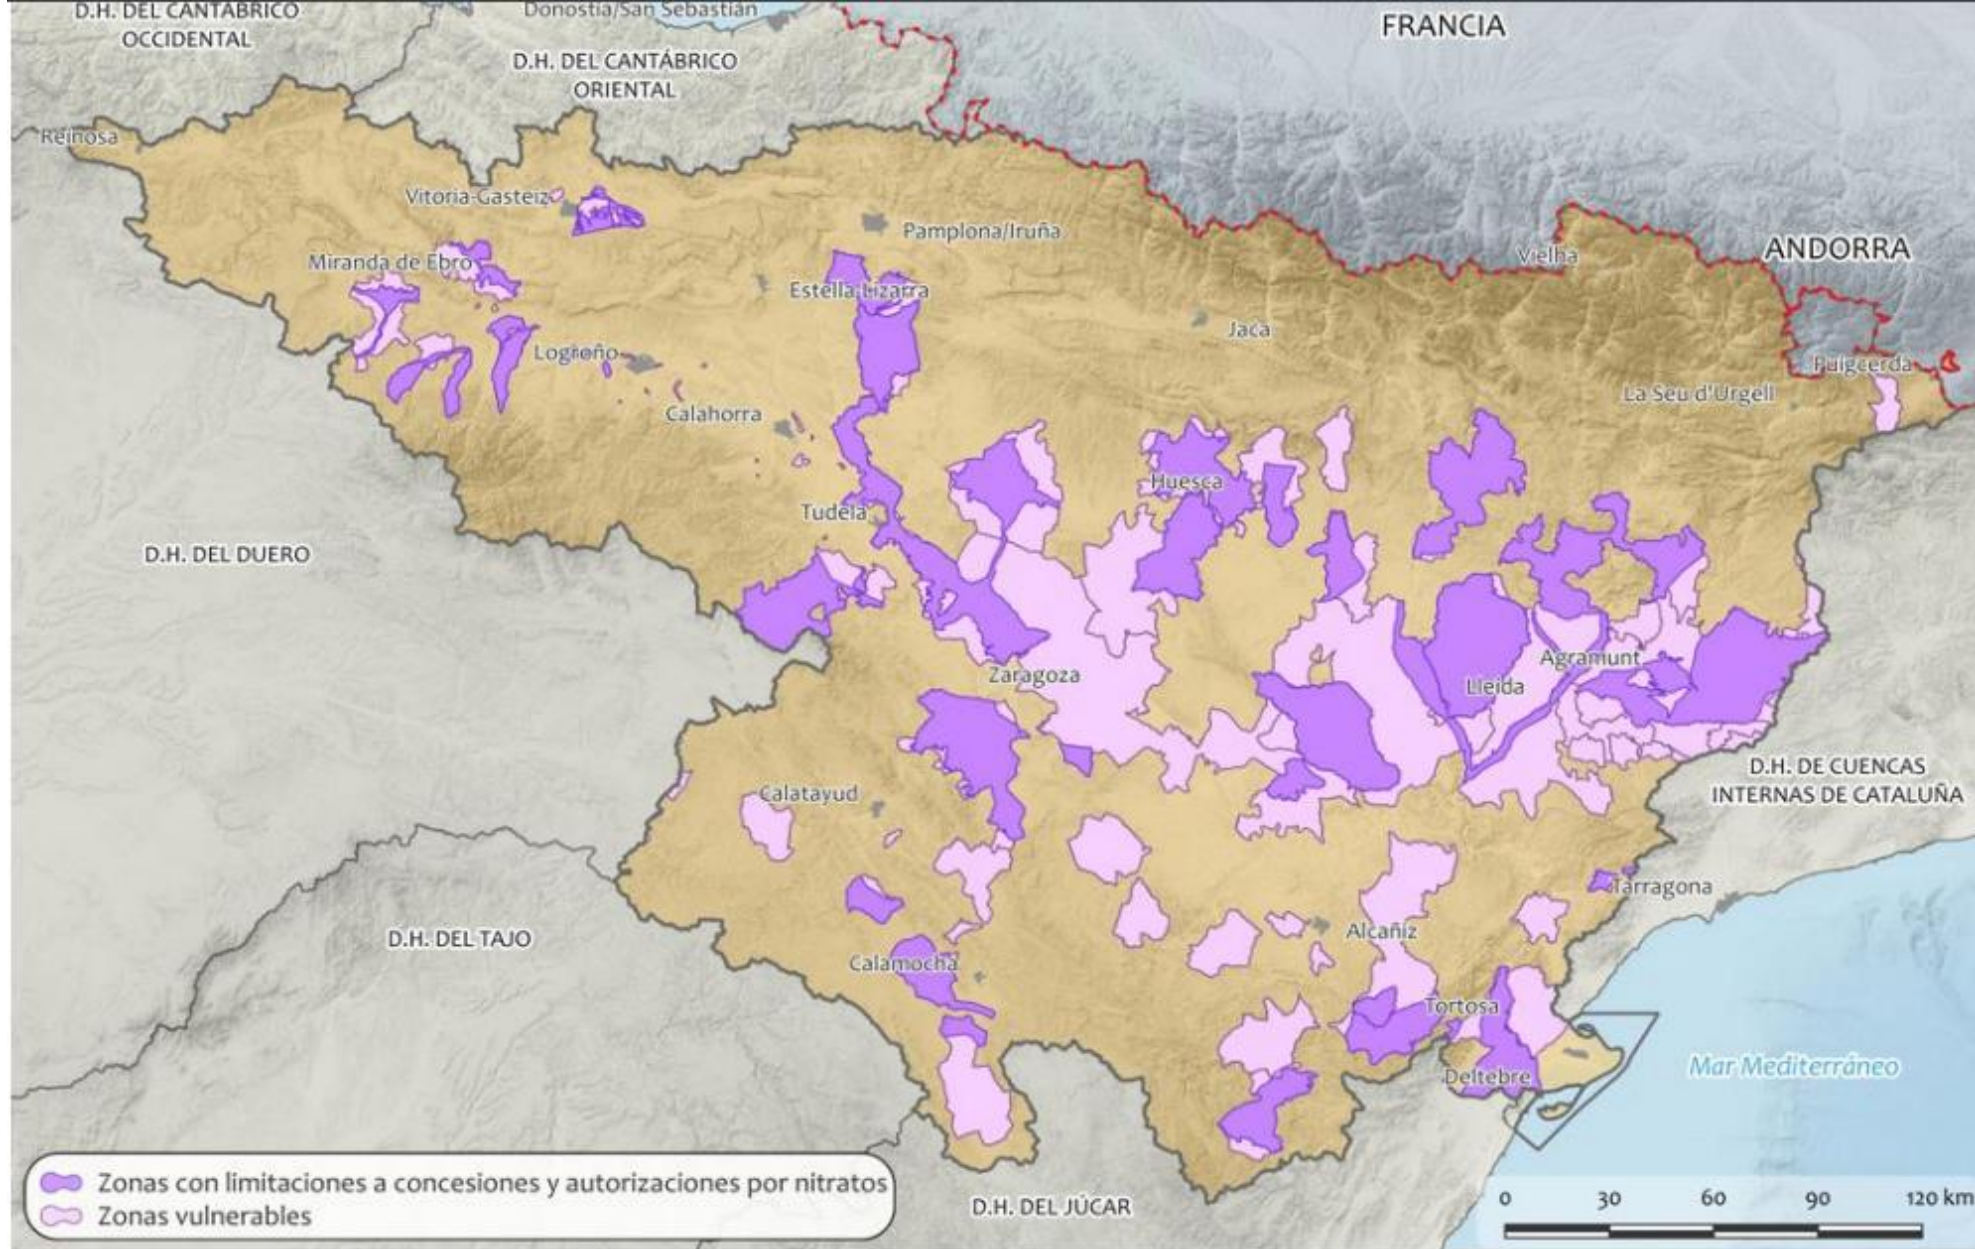 D.H. DEL CANTÁBRICO
OCCIDENTAL
Donostia/San Sebastián
FRANCIA
D.H. DEL CANTÁBRICO
ORIENTAL
Reinosa
Vitoria-Gasteiz
Pamplona/Iruña
Vielha
ANDORRA
Miranda de Ebro
Estella-Lizarra
Jaca
Logroño
Puigcerdà
La Seu d'Urgell
Calahorra
Huesca
Tudela
D.H. DEL DUERO
Agramunt
Zaragoza
Lleida
D.H. DE CUENCAS
INTERNAS DE CATALUÑA
Calatayud
Tarragona
Alcañiz
D.H. DEL TAJO
Calamocha
Tortosa
Mar Mediterráneo
Deltebre
Zonas con limitaciones a concesiones y autorizaciones por nitratos
Zonas vulnerables
D.H. DEL JÚCAR
0 30 60 90 120 km